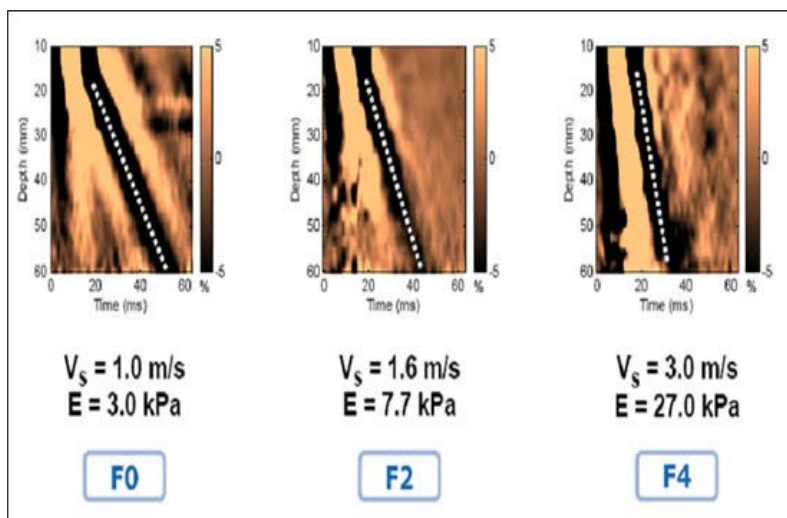 10
20
30
40
50
60
Depth (mm)
0 20 40 60
Time (ms)
5
0
-5
%
10
20
30
40
50
60
Depth (mm)
0 20 40 60
Time (ms)
5
0
-5
%
10
20
30
40
50
60
Depth (mm)
0 20 40 60
Time (ms)
5
0
-5
%
Vs = 1.0 m/s
E = 3.0 kPa
Vs = 1.6 m/s
E = 7.7 kPa
Vs = 3.0 m/s
E = 27.0 kPa
F0
F2
F4